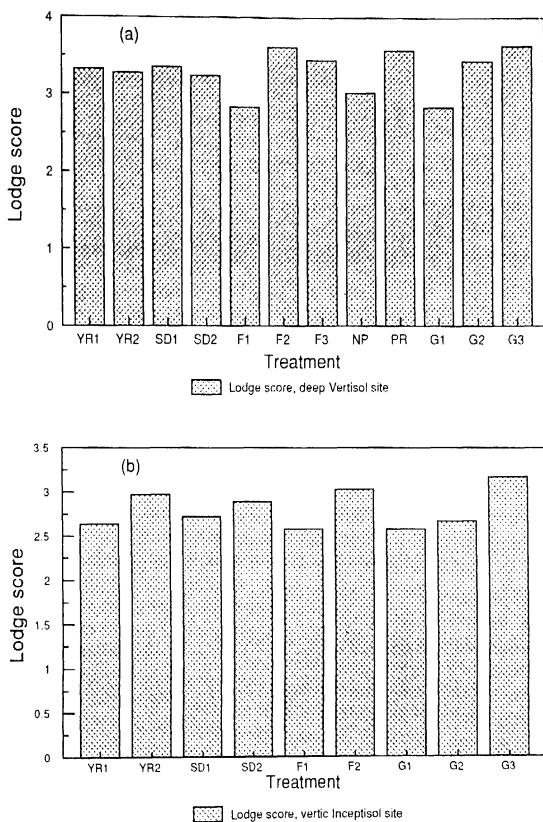 (a)
Lodge score
4
3
2
1
0
YR1 YR2 SD1 SD2 F1 F2 F3 NP PR G1 G2 G3
Treatment
Lodge score, deep Vertisol site
(b)
Lodge score
3.5
3
2.5
2
1.5
1
0 5
0
YR1 YR2 SD1 SD2 F1 F2 G1 G2 G3
Treatment
Lodge score, vertic Inceptisol site